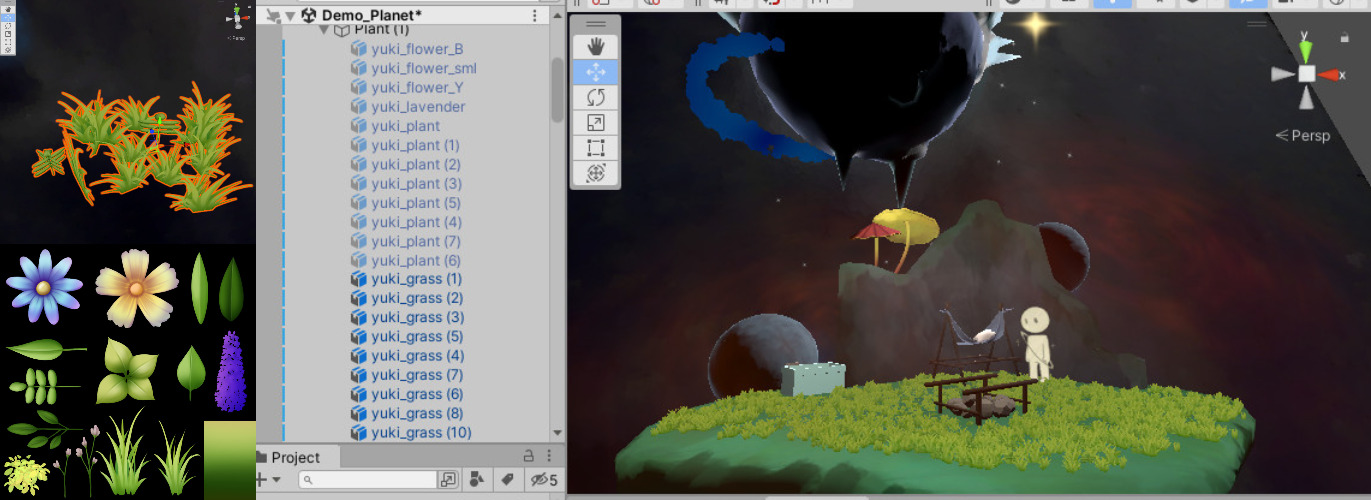 < Persp
Demo_Planet*
Plant (1)
yuki_flower_B
yuki_flower_sml
yuki_flower_Y
yuki_lavender
yuki_plant
yuki_plant (1)
yuki_plant (2)
yuki_plant (3)
yuki_plant (5)
yuki_plant (4)
yuki_plant (7)
yuki_plant (6)
yuki_grass (1)
yuki_grass (2)
yuki_grass (3)
yuki_grass (5)
yuki_grass (4)
yuki_grass (7)
yuki_grass (6)
yuki_grass (8)
yuki_grass (10)
Project
5
y
x
< Persp